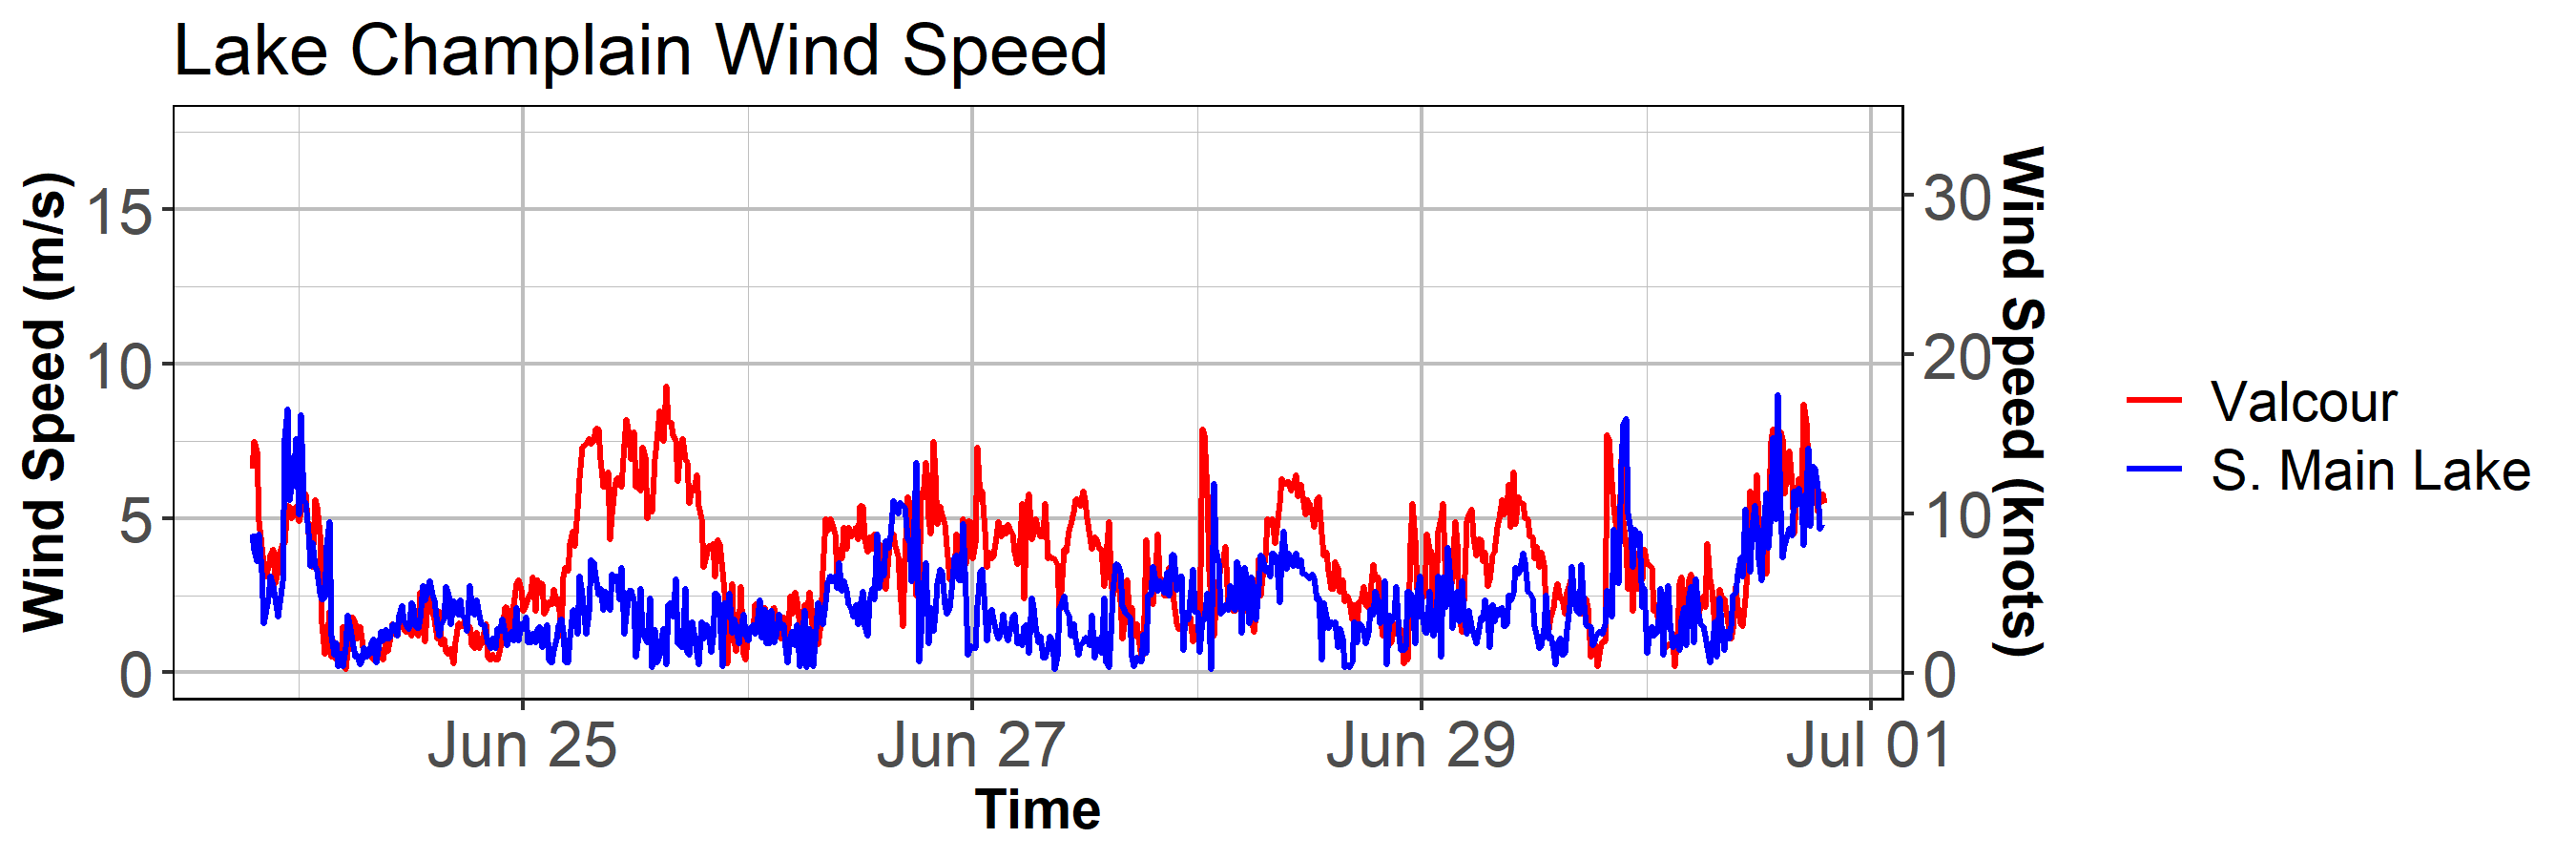 Lake Champlain Wind Speed
Wind Speed (m/s)
15
10
5
0
30
20
10
0
Wind Speed (knots)
Valcour
S. Main Lake
Jun 25 Jun 27 Jun 29 Jul 01
Time